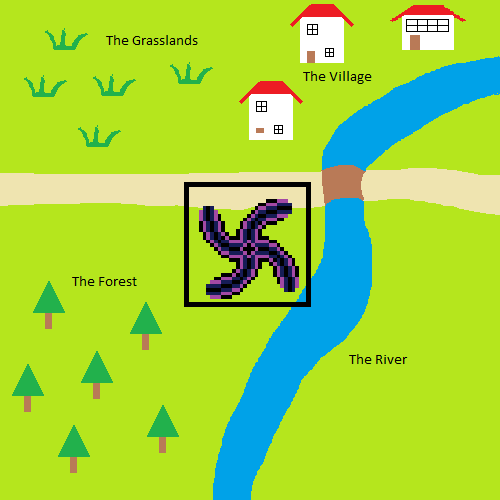 The Grasslands
The Village
The Forest
The River